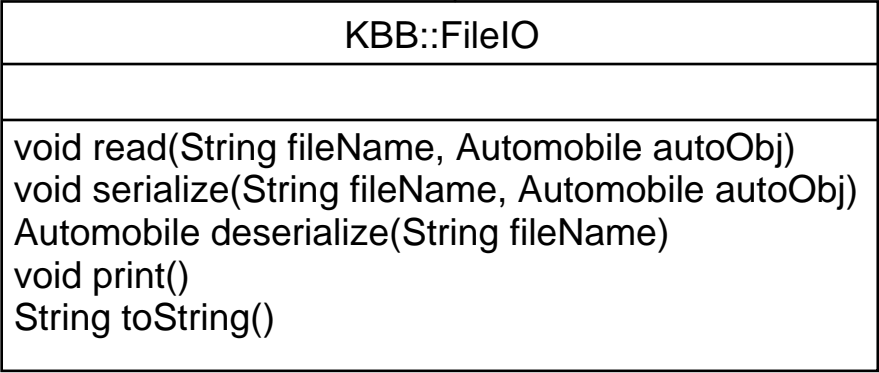 KBB::FileIO
void read(String fileName, Automobile autoObj)
void serialize(String fileName, Automobile autoObj)
Automobile deserialize(String fileName)
void print()
String toString()